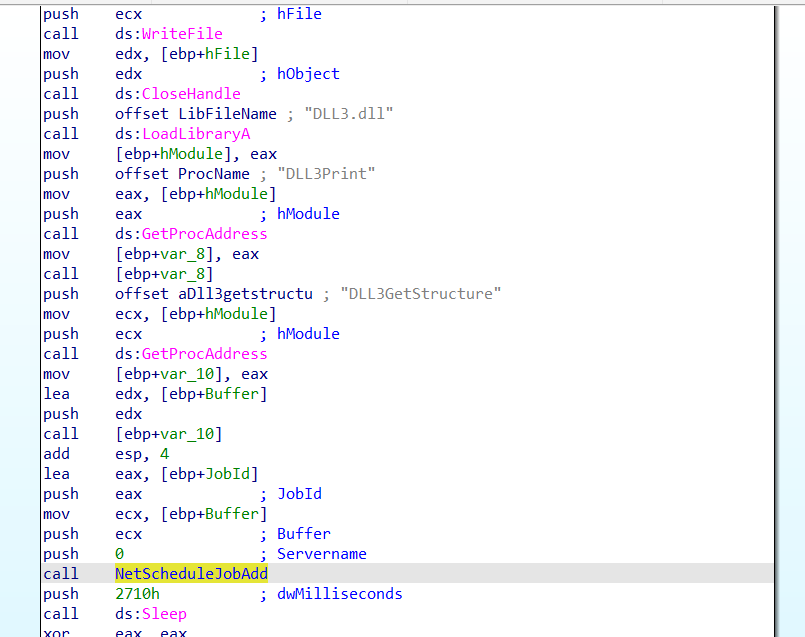 push ecx ; hFile
call ds:WriteFile
mov edx, [ebp+hFile]
push edx ; hObject
call ds:CloseHandle
push offset LibFileName ; "DLL3.dll"
call ds:LoadLibraryA
mov [ebp+hModule], eax
push offset ProcName ; "DLL3Print"
mov eax, [ebp+hModule]
push eax ; hModule
call ds:GetProcAddress
mov [ebp+var_8], eax
call [ebp+var_8]
push offset aDll3getstructu ; "DLL3GetStructure"
mov ecx, [ebp+hModule]
push ecx ; hModule
call ds:GetProcAddress
mov [ebp+var_10], eax
lea edx, [ebp+Buffer]
push edx
call [ebp+var_10]
add esp, 4
lea eax, [ebp+JobId]
push eax ; JobId
mov ecx, [ebp+Buffer]
push ecx ; Buffer
push 0 ; Servername
call NetScheduleJobAdd
push 2710h ; dwMilliseconds
call ds:Sleep
xor eax, eax